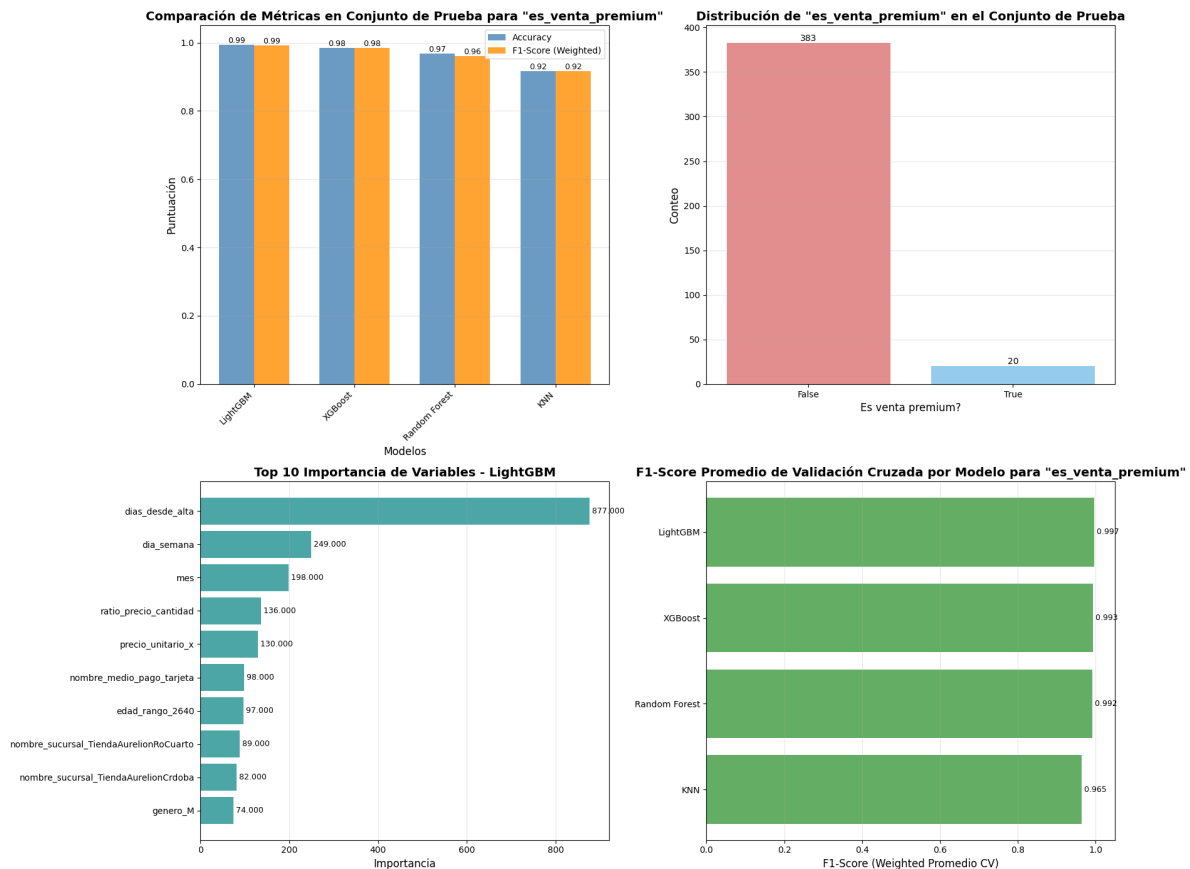 Comparación de Métricas en Conjunto de Prueba para "es_venta_premium"
Puntuación
1.0
0.8
0.6
0.4
0.2
0.0
0.99
0.99
0.98
0.98
0.97
0.96
0.92
0.92
Accuracy
F1-Score (Weighted)
LightGBM
XGBoost
Random Forest
KNN
Modelos
Distribución de "es_venta_premium" en el Conjunto de Prueba
Conteo
400
350
300
250
200
150
100
50
0
383
20
False
True
Es venta premium?
Top 10 Importancia de Variables - LightGBM
dias_desde_alta
877.000
dia_semana
249.000
mes
198.000
ratio_precio_cantidad
136.000
precio_unitario_x
130.000
nombre_medio_pago_tarjeta
98.000
edad_rango_2640
97.000
nombre_sucursal_TiendaAurelionRoCuarto
89.000
nombre_sucursal_TiendaAurelionCrdoba
82.000
genero_M
74.000
0
200
400
600
800
Importancia
F1-Score Promedio de Validación Cruzada por Modelo para "es_venta_premium"
LightGBM
0.997
XGBoost
0.993
Random Forest
0.992
KNN
0.965
0.0
0.2
0.4
0.6
0.8
1.0
F1-Score (Weighted Promedio CV)